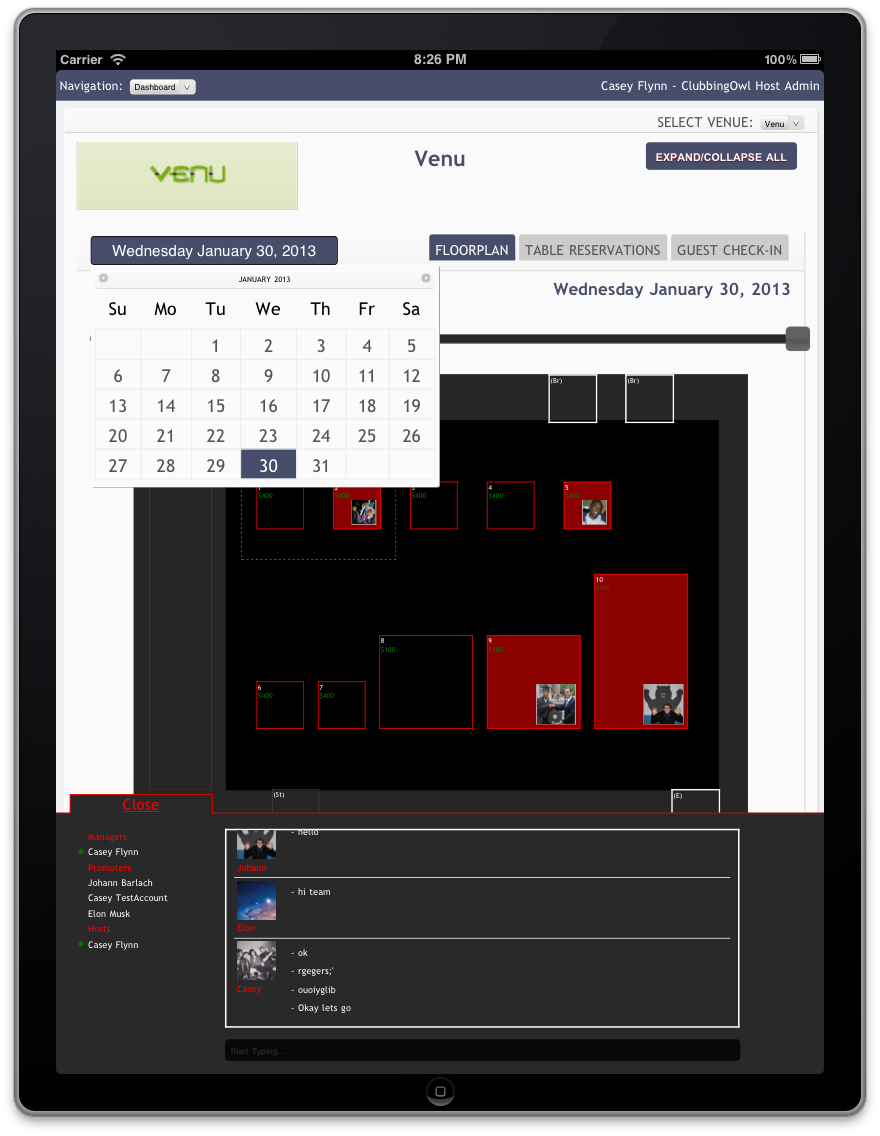 Carrier 8:26 PM 100%
Navigation: Dashboard Casey Flynn - ClubbingOwl Host Admin
SELECT VENUE: Venu
VENU Venu EXPAND/COLLAPSE ALL
Wednesday January 30, 2013 FLOORPLAN TABLE RESERVATIONS GUEST CHECK-IN
JANUARY 2013
Wednesday January 30, 2013
Su Mo Tu We Th Fr Sa
1 2 3 4 5
6 7 8 9 10 11 12
13 14 15 16 17 18 19
20 21 22 23 24 25 26
27 28 29 30 31
(Br) (Br)
4 5
$400 $400 $400 $400 $400
10
$100
8 9
$100 $100
6 7
$400 $400
(St) (E)
Close
Managers
Casey Flynn
Promoters
Johann Barlach
Casey TestAccount
Elon Musk
Hosts
Casey Flynn
- hello
Johann
- hi team
Elon
- ok
- rgegers;'
- ouoiyglib
- Okay lets go
Casey
Start Typing...